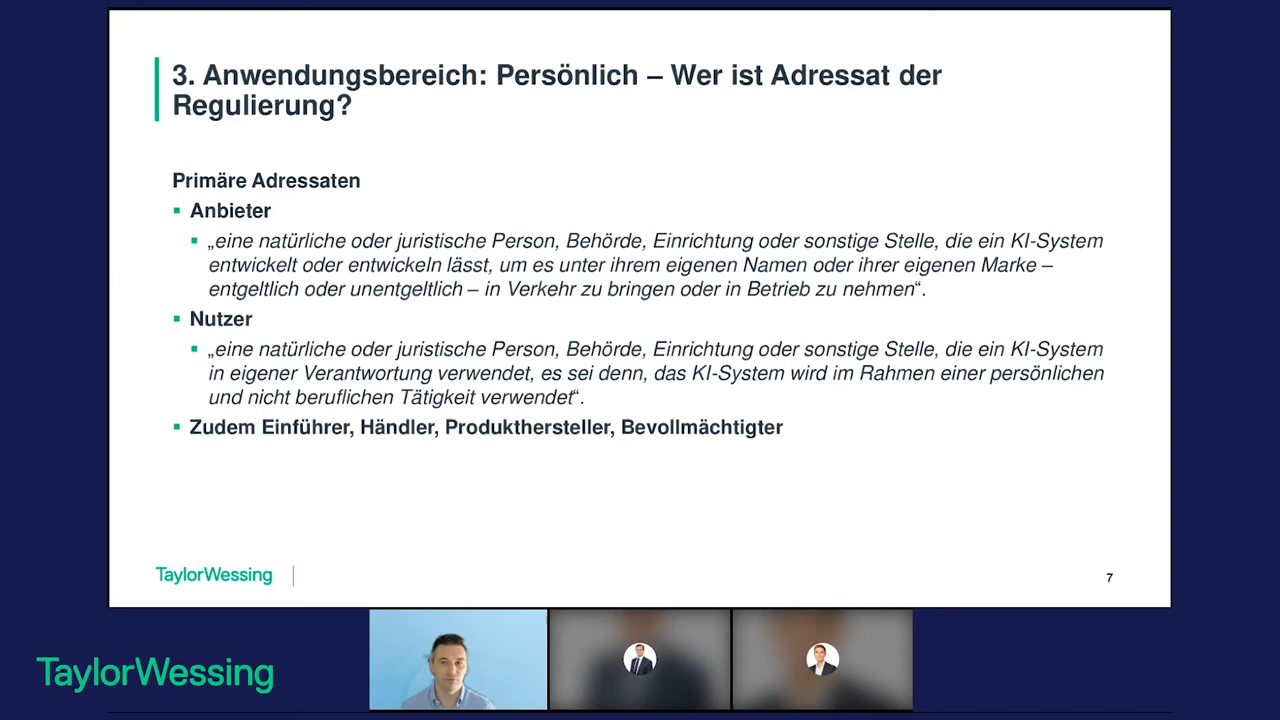 3. Anwendungsbereich: Persönlich – Wer ist Adressat der
Regulierung?
Primäre Adressaten
▪ Anbieter
▪ „eine natürliche oder juristische Person, Behörde, Einrichtung oder sonstige Stelle, die ein KI-System
entwickelt oder entwickeln lässt, um es unter ihrem eigenen Namen oder ihrer eigenen Marke –
entgeltlich oder unentgeltlich – in Verkehr zu bringen oder in Betrieb zu nehmen“.
▪ Nutzer
▪ „eine natürliche oder juristische Person, Behörde, Einrichtung oder sonstige Stelle, die ein KI-System
in eigener Verantwortung verwendet, es sei denn, das KI-System wird im Rahmen einer persönlichen
und nicht beruflichen Tätigkeit verwendet“.
▪ Zudem Einführer, Händler, Produkthersteller, Bevollmächtigter
TaylorWessing
7
TaylorWessing